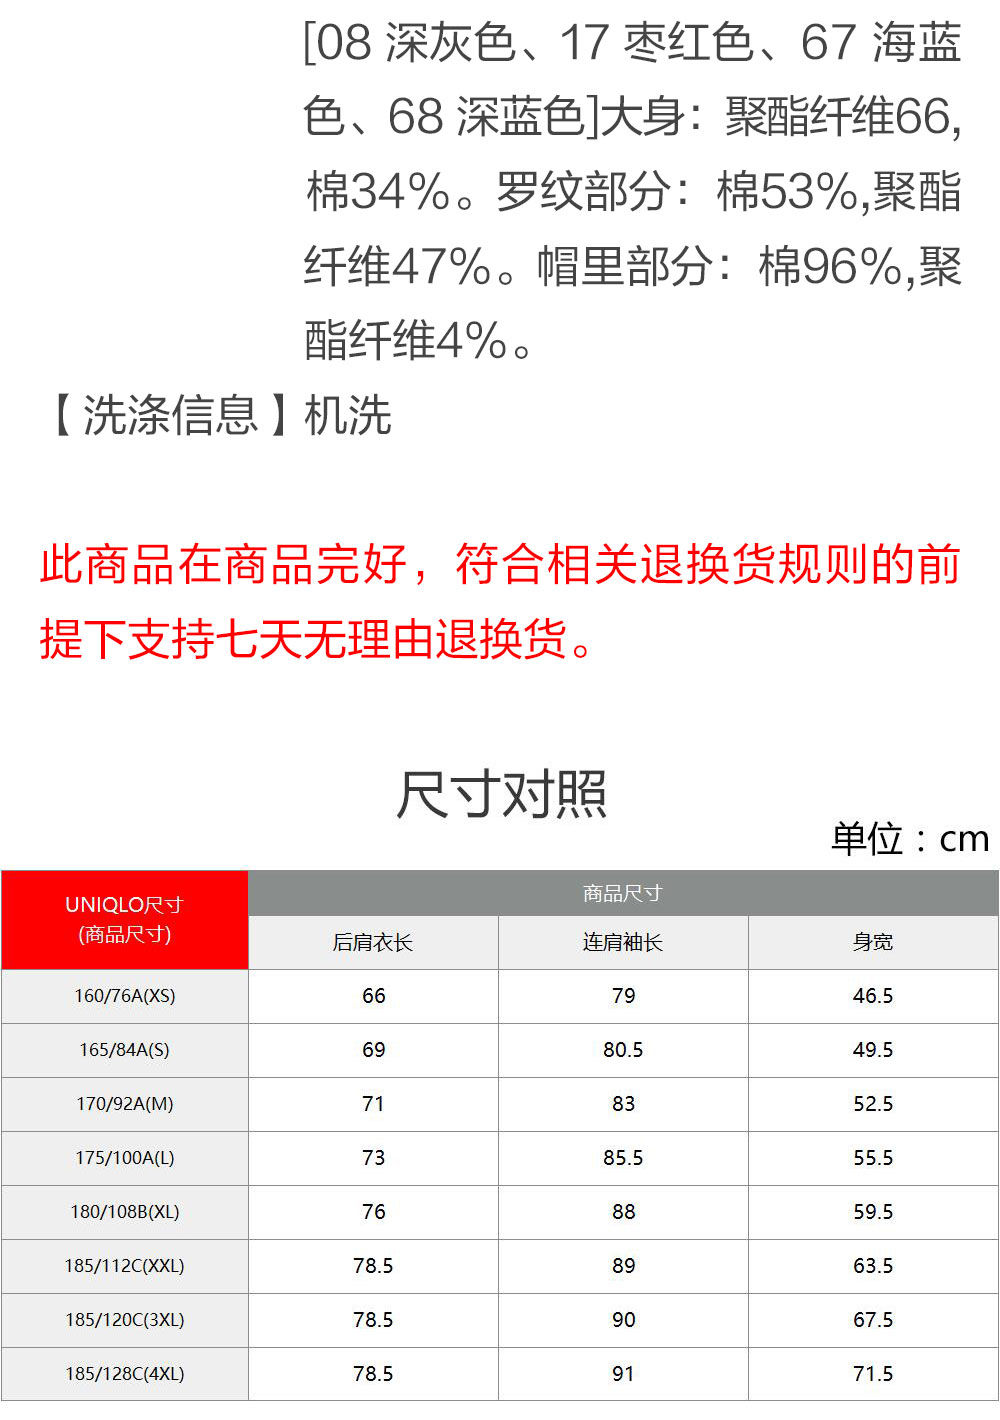 [08 深灰色、17 枣红色、67 海蓝
色、68 深蓝色]大身：聚酯纤维66,
棉34%。罗纹部分：棉53%,聚酯
纤维47%。帽里部分：棉96%,聚
酯纤维4%。
【洗涤信息】机洗
此商品在商品完好，符合相关退换货规则的前
提下支持七天无理由退换货。
尺寸对照
单位：cm
UNIQLO尺寸
(商品尺寸)
商品尺寸
后肩衣长 连肩袖长 身宽
160/76A(XS) 66 79 46.5
165/84A(S) 69 80.5 49.5
170/92A(M) 71 83 52.5
175/100A(L) 73 85.5 55.5
180/108B(XL) 76 88 59.5
185/112C(XXL) 78.5 89 63.5
185/120C(3XL) 78.5 90 67.5
185/128C(4XL) 78.5 91 71.5